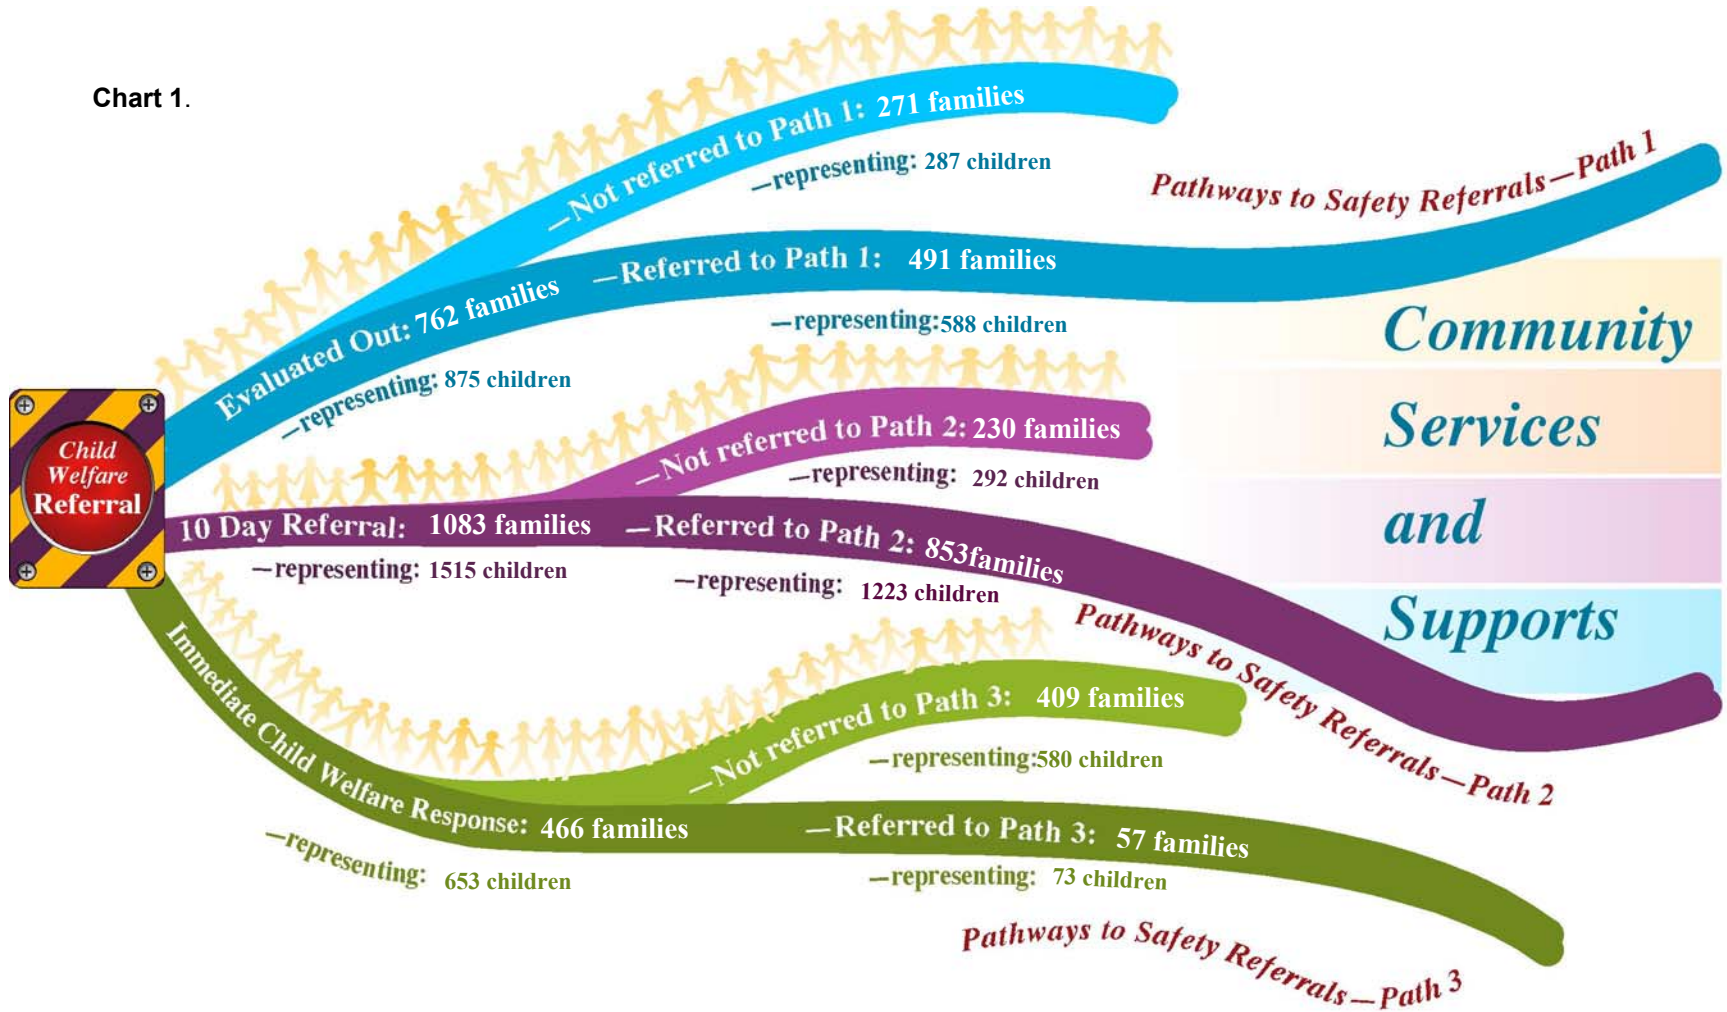 Chart 1.
—Not referred to Path 1: 271 families
—representing: 287 children
Pathways to Safety Referrals—Path 1
Evaluated Out: 762 families
—Referred to Path 1: 491 families
—representing: 588 children
—representing: 875 children
Child
Welfare
Referral
—Not referred to Path 2: 230 families
—representing: 292 children
10 Day Referral: 1083 families
—Referred to Path 2: 853families
—representing: 1515 children
—representing: 1223 children
Pathways to Safety Referrals—Path 2
Community
Services
and
Supports
Immediate Child Welfare Response: 466 families
—Not referred to Path 3: 409 families
—representing:580 children
—Referred to Path 3: 57 families
—representing: 653 children
—representing: 73 children
Pathways to Safety Referrals—Path 3